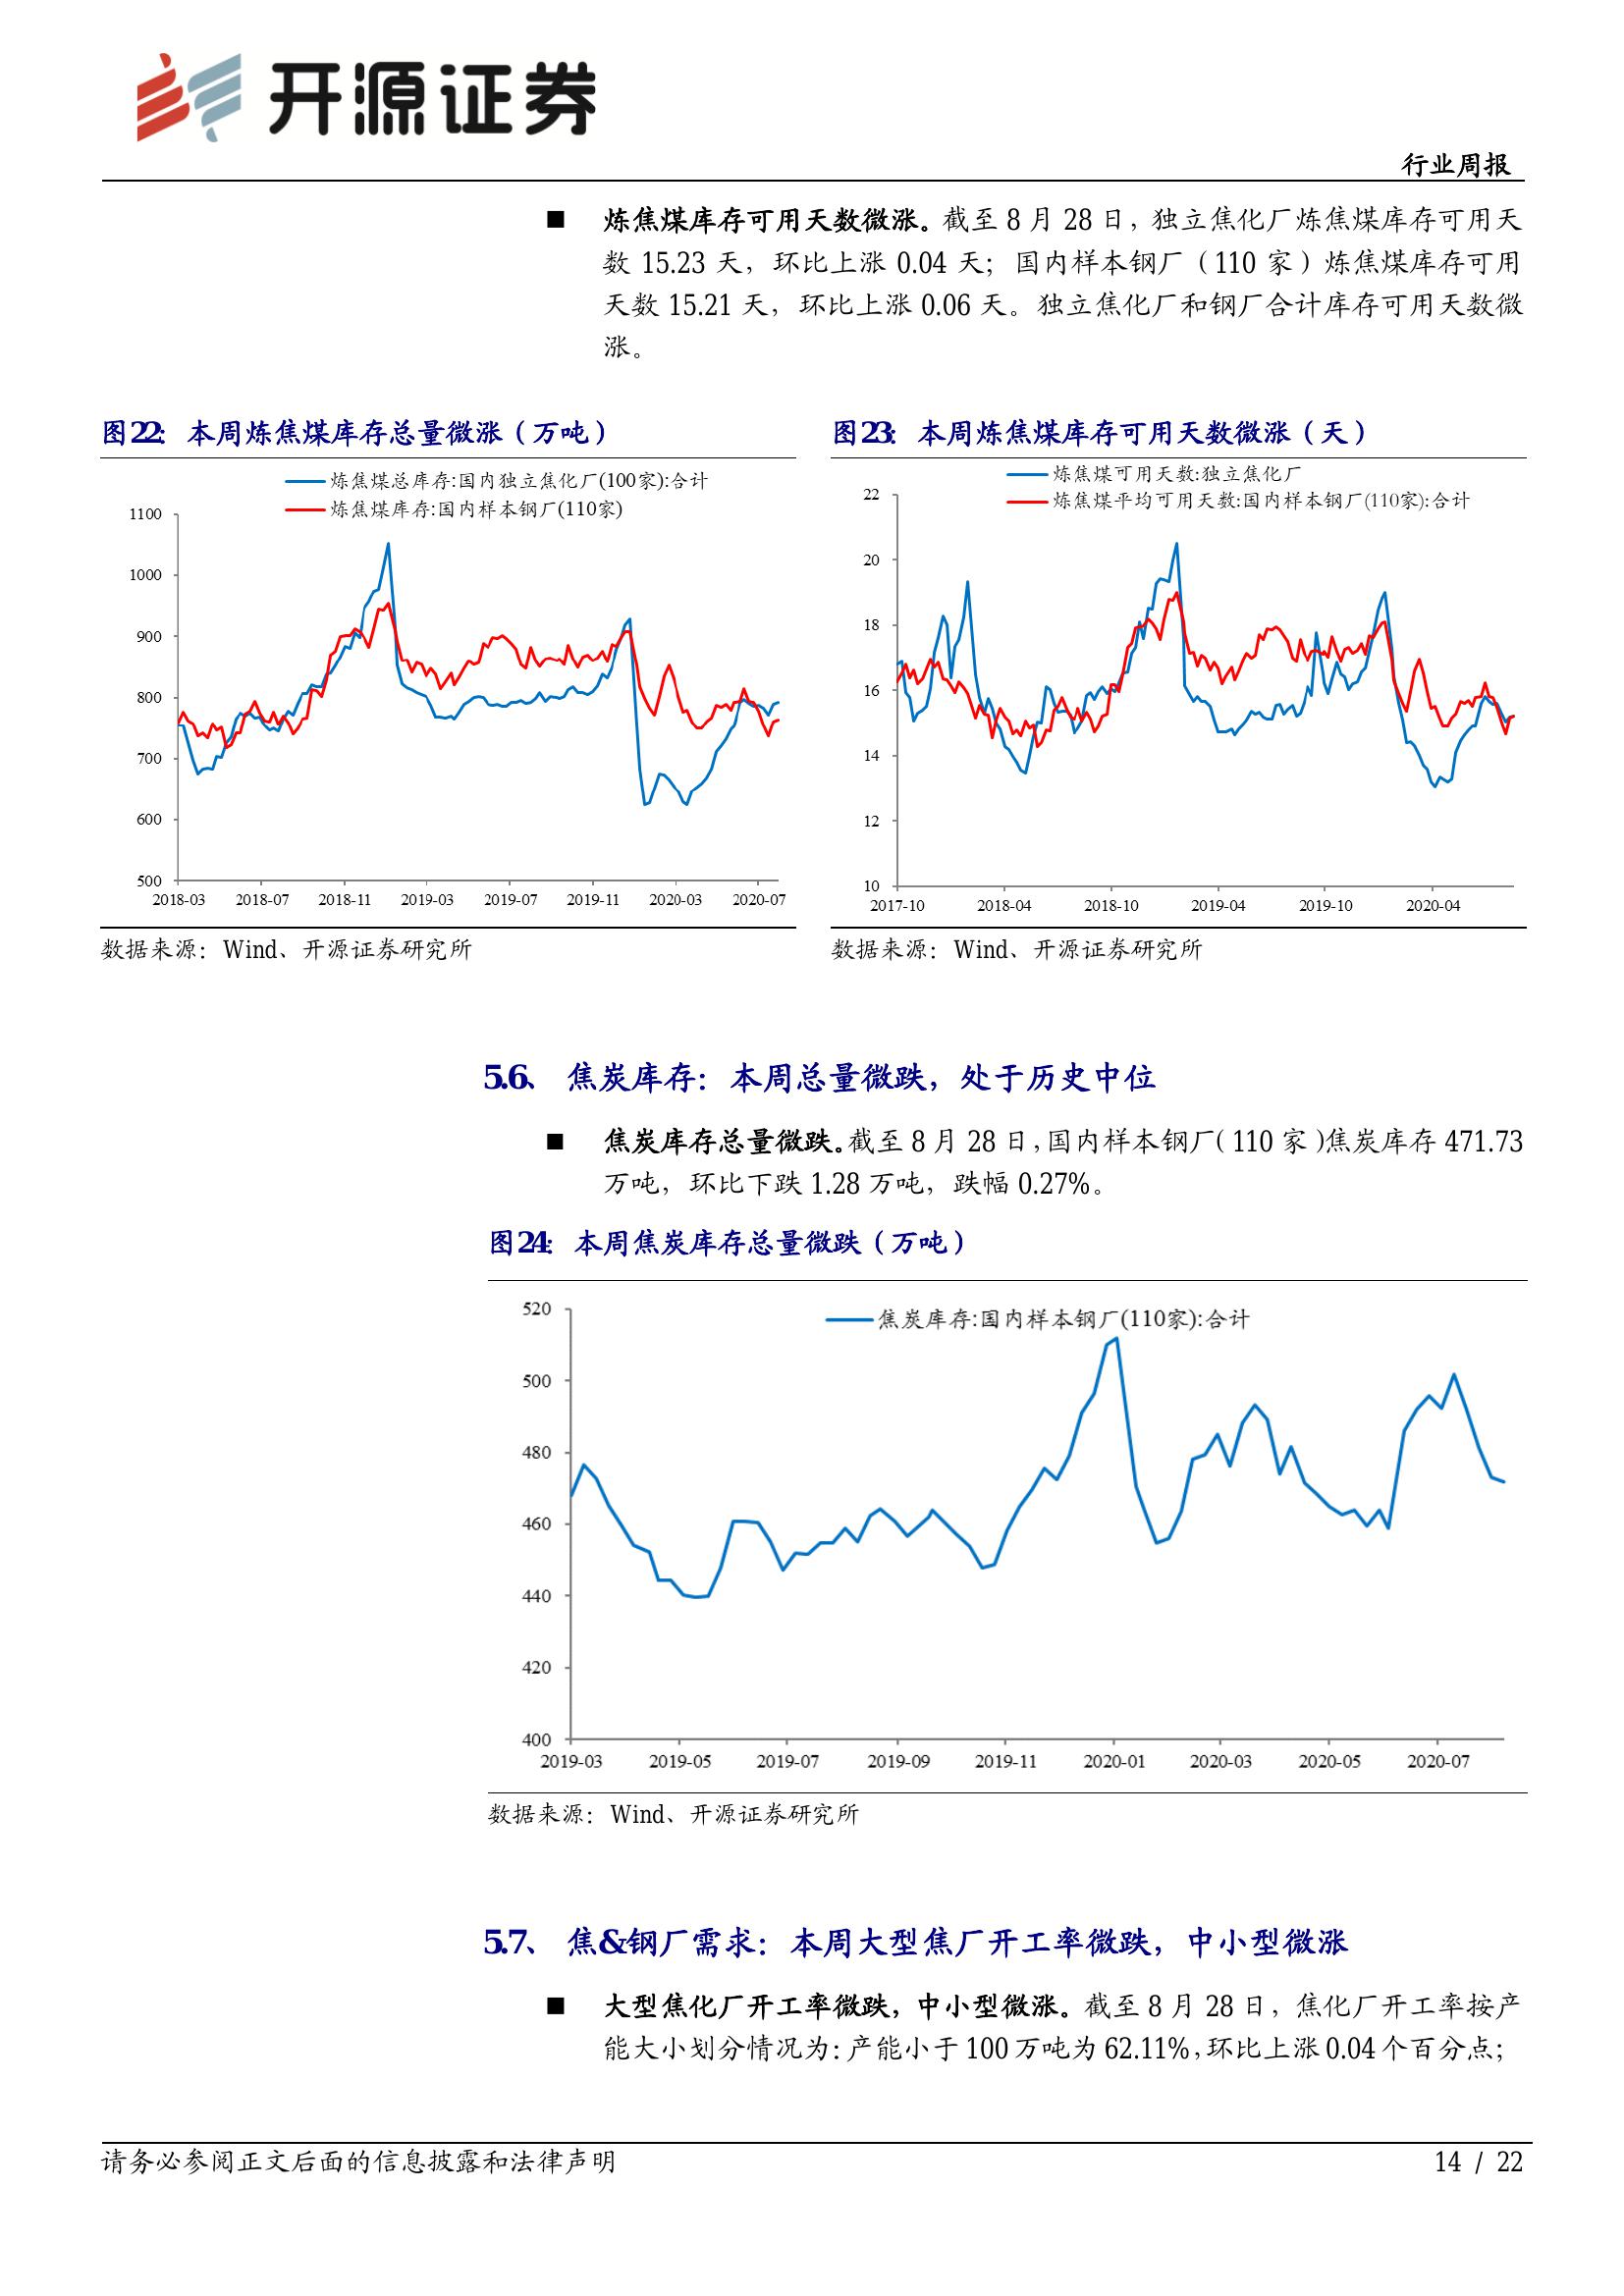 开源证券
行业周报
■ 炼焦煤库存可用天数微涨。截至 8 月 28 日，独立焦化厂炼焦煤库存可用天
数 15.23 天，环比上涨 0.04 天；国内样本钢厂（110 家）炼焦煤库存可用
天数 15.21 天，环比上涨 0.06 天。独立焦化厂和钢厂合计库存可用天数微
涨。
图22：本周炼焦煤库存总量微涨（万吨）
炼焦煤总库存:国内独立焦化厂(100家):合计
炼焦煤库存:国内样本钢厂(110家)
1100
1000
900
800
700
600
500
2018-03 2018-07 2018-11 2019-03 2019-07 2019-11 2020-03 2020-07
数据来源：Wind、开源证券研究所
图23：本周炼焦煤库存可用天数微涨（天）
炼焦煤可用天数:独立焦化厂
炼焦煤平均可用天数:国内样本钢厂(110家):合计
22
20
18
16
14
12
10
2017-10 2018-04 2018-10 2019-04 2019-10 2020-04
数据来源：Wind、开源证券研究所
5.6、 焦炭库存：本周总量微跌，处于历史中位
■ 焦炭库存总量微跌。截至 8 月 28 日，国内样本钢厂（110 家）焦炭库存 471.73
万吨，环比下跌 1.28 万吨，跌幅 0.27%。
图24：本周焦炭库存总量微跌（万吨）
焦炭库存:国内样本钢厂(110家):合计
520
500
480
460
440
420
400
2019-03 2019-05 2019-07 2019-09 2019-11 2020-01 2020-03 2020-05 2020-07
数据来源：Wind、开源证券研究所
5.7、 焦&钢厂需求：本周大型焦厂开工率微跌，中小型微涨
■ 大型焦化厂开工率微跌，中小型微涨。截至 8 月 28 日，焦化厂开工率按产
能大小划分情况为：产能小于 100 万吨为 62.11%，环比上涨 0.04 个百分点；
请务必参阅正文后面的信息披露和法律声明
14 / 22